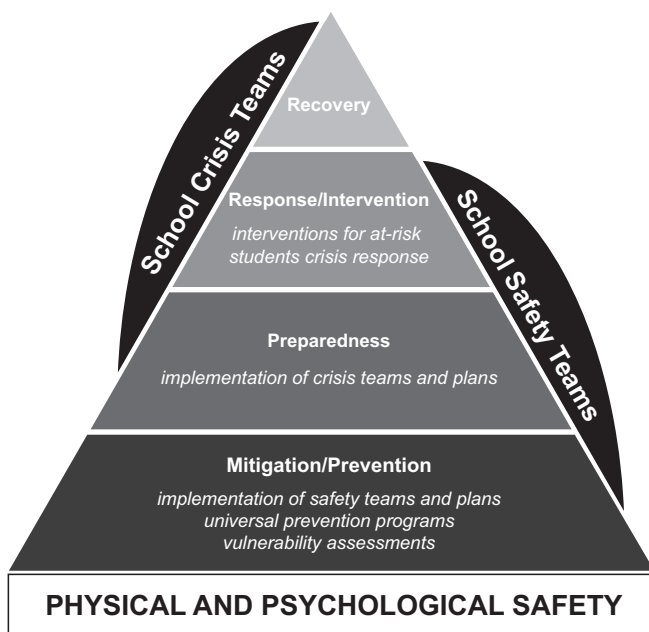 School Crisis Teams
Recovery
Response/Intervention
interventions for at-risk
students crisis response
School Safety Teams
Preparedness
implementation of crisis teams and plans
Mitigation/Prevention
implementation of safety teams and plans
universal prevention programs
vulnerability assessments
PHYSICAL AND PSYCHOLOGICAL SAFETY